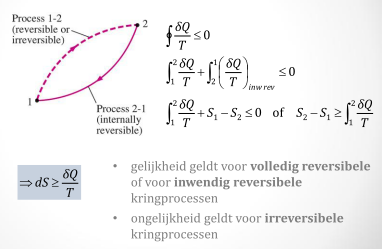 Process 1-2
(reversible or
irreversible)
2
1
Process 2-1
(internally
reversible)
∮ δQ/T ≤ 0
∫₁² δQ/T + ∫₂¹ (δQ/T)inw rev ≤ 0
∫₁² δQ/T + S₁ − S₂ ≤ 0 of S₂ − S₁ ≥ ∫₁² δQ/T
⇒ dS ≥ δQ/T
• gelijkheid geldt voor volledig reversibele
of voor inwendig reversibele
kringprocessen
• ongelijkheid geldt voor irreversibele
kringprocessen